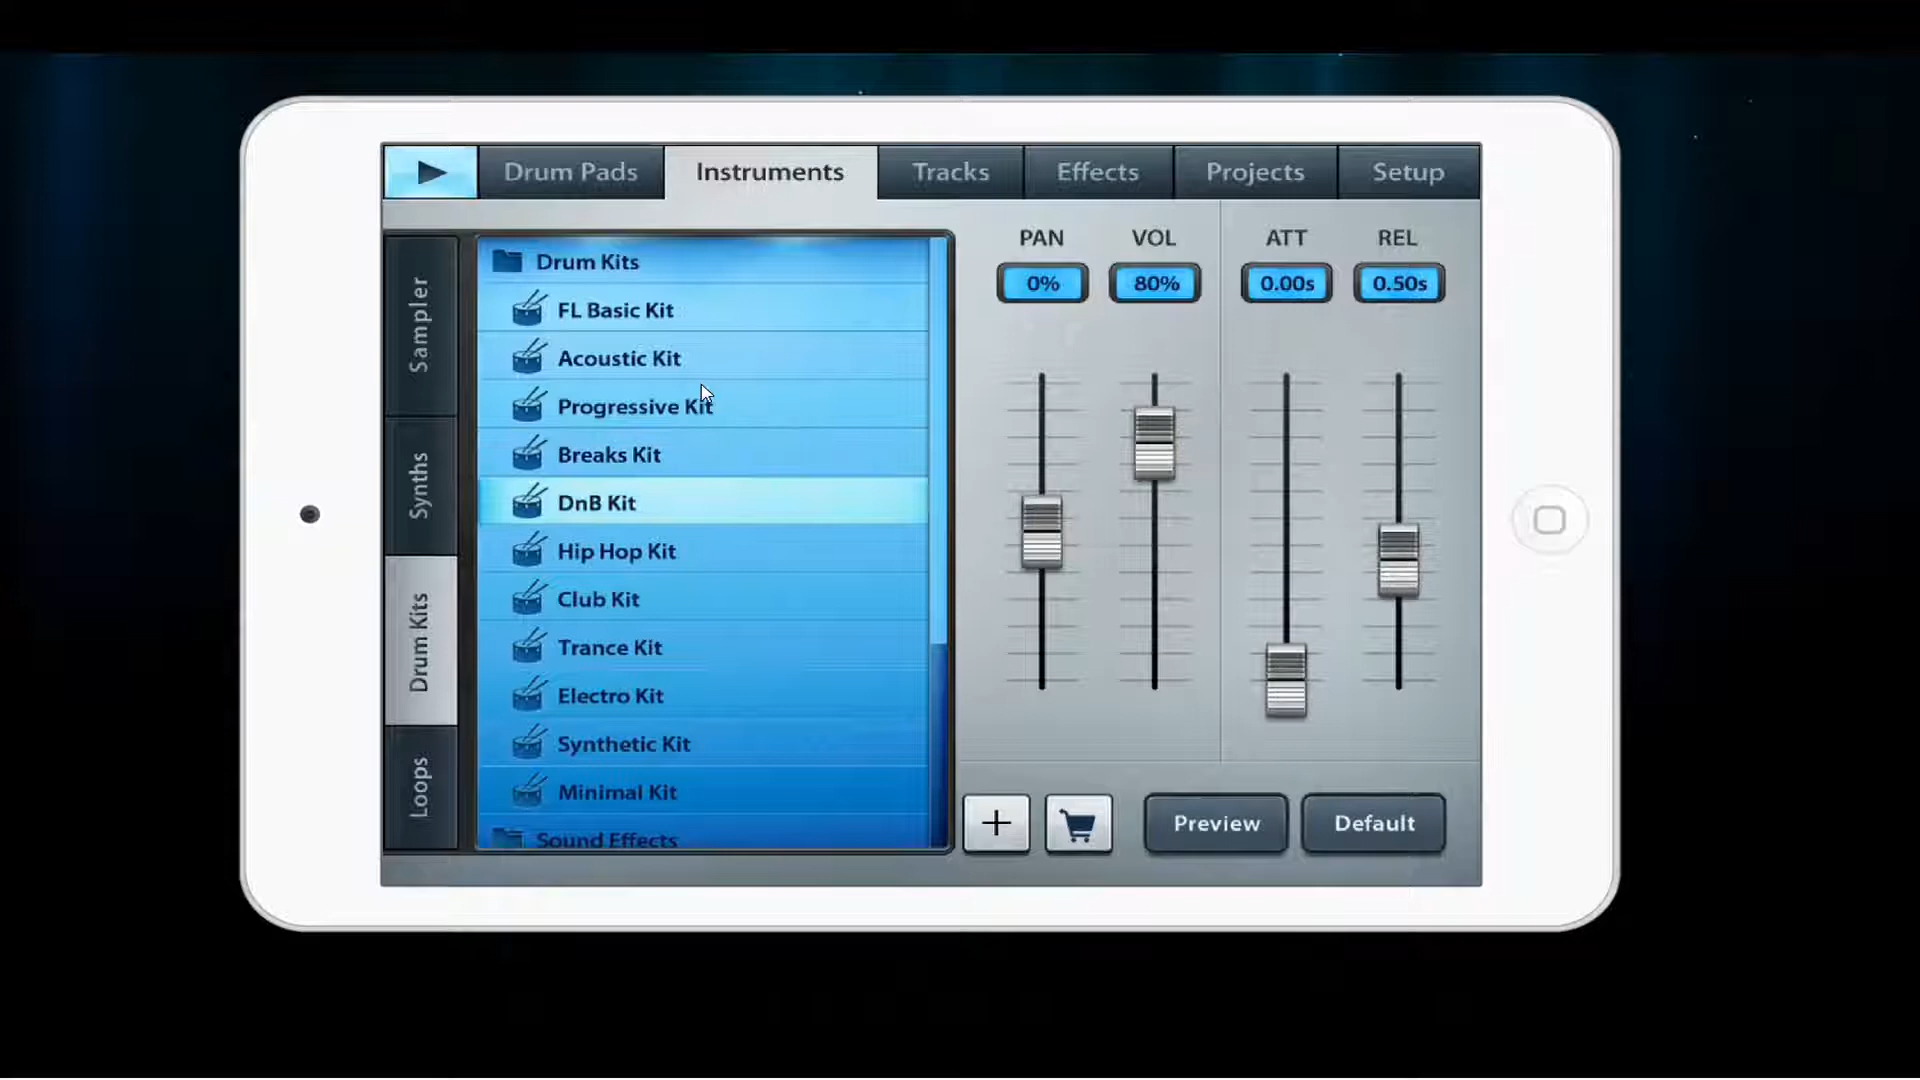 Drum Pads
Instruments
Tracks
Effects
Projects
Setup
Sampler
Synths
Drum Kits
Loops
Drum Kits
FL Basic Kit
Acoustic Kit
Progressive Kit
Breaks Kit
DnB Kit
Hip Hop Kit
Club Kit
Trance Kit
Electro Kit
Synthetic Kit
Minimal Kit
Sound Effects
PAN
VOL
ATT
REL
0%
80%
0.00s
0.50s
Preview
Default